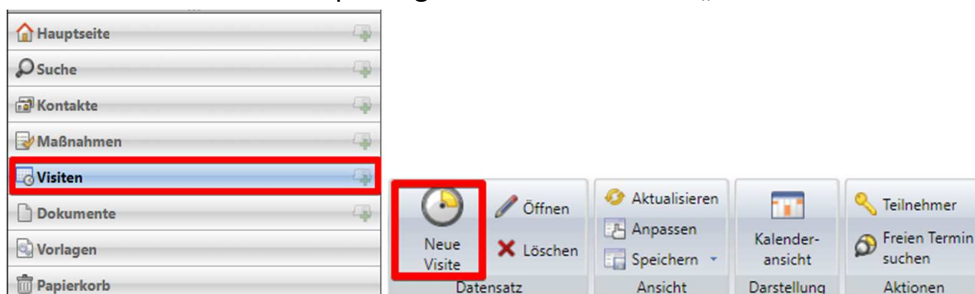 Hauptseite
Suche
Kontakte
Maßnahmen
Visiten
Dokumente
Vorlagen
Papierkorb
Neue
Visite
Öffnen
Löschen
Datensatz
Aktualisieren
Anpassen
Speichern
Ansicht
Kalender-
ansicht
Darstellung
Teilnehmer
Freien Termin
suchen
Aktionen